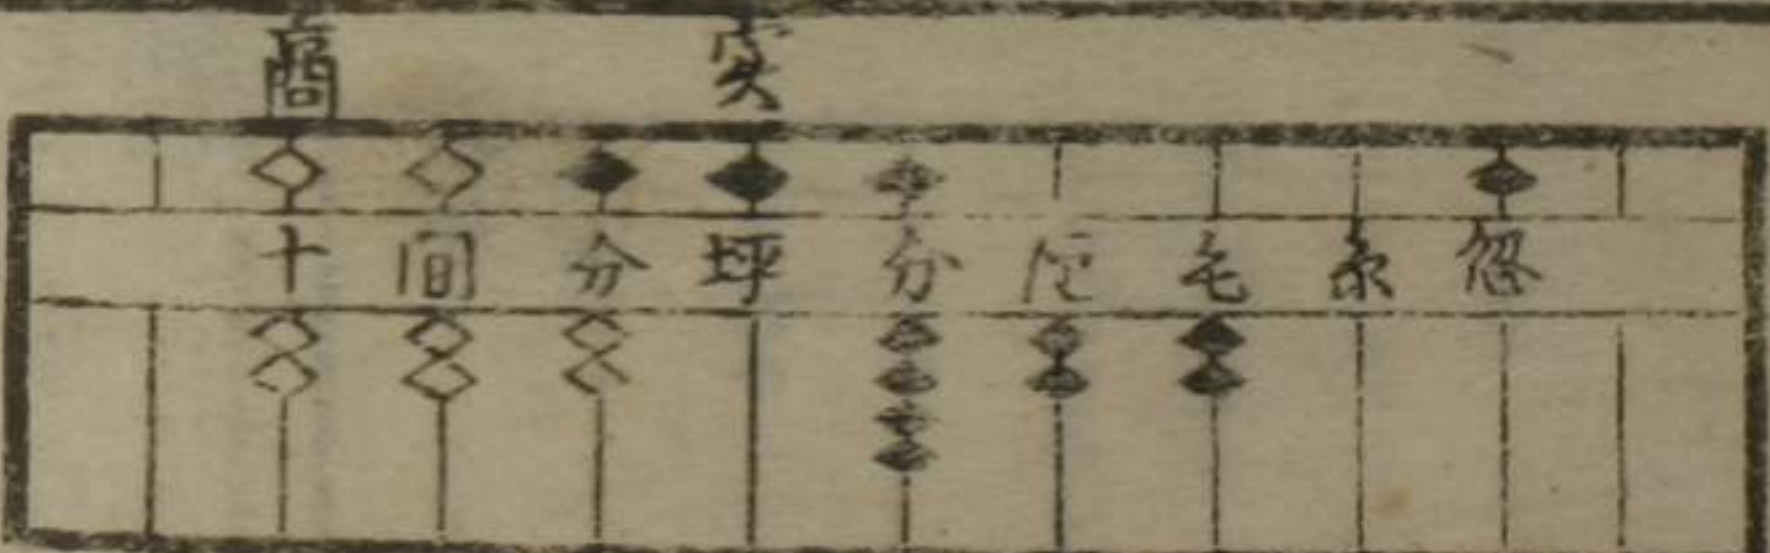 商 実
十 間 分 坪 分 厘 毛 糸 忽